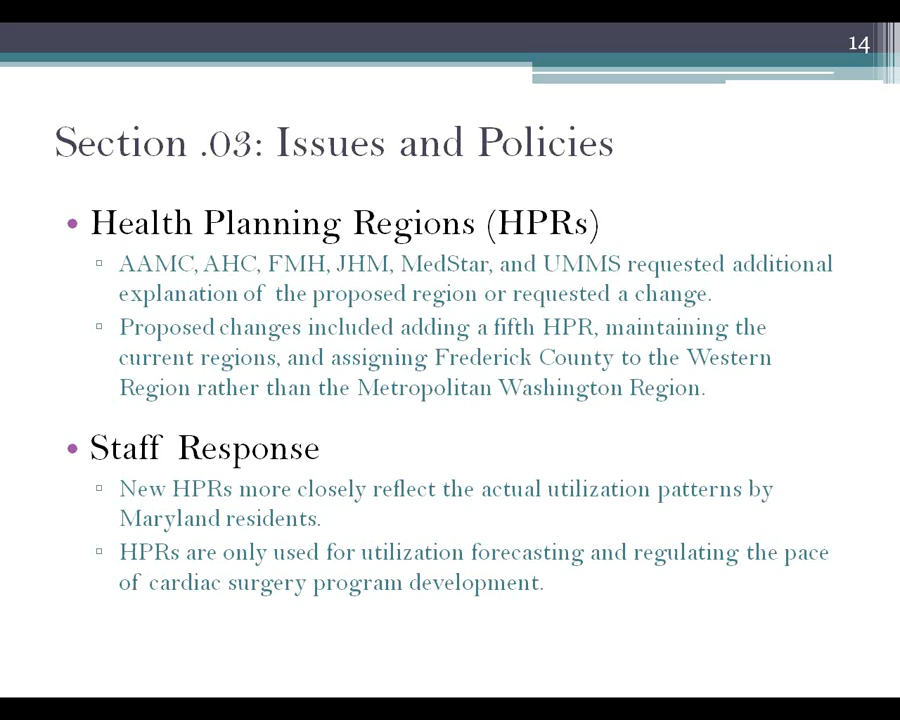 14
Section .03: Issues and Policies
• Health Planning Regions (HPRs)
▫ AAMC, AHC, FMH, JHM, MedStar, and UMMS requested additional
explanation of the proposed region or requested a change.
▫ Proposed changes included adding a fifth HPR, maintaining the
current regions, and assigning Frederick County to the Western
Region rather than the Metropolitan Washington Region.
• Staff Response
▫ New HPRs more closely reflect the actual utilization patterns by
Maryland residents.
▫ HPRs are only used for utilization forecasting and regulating the pace
of cardiac surgery program development.